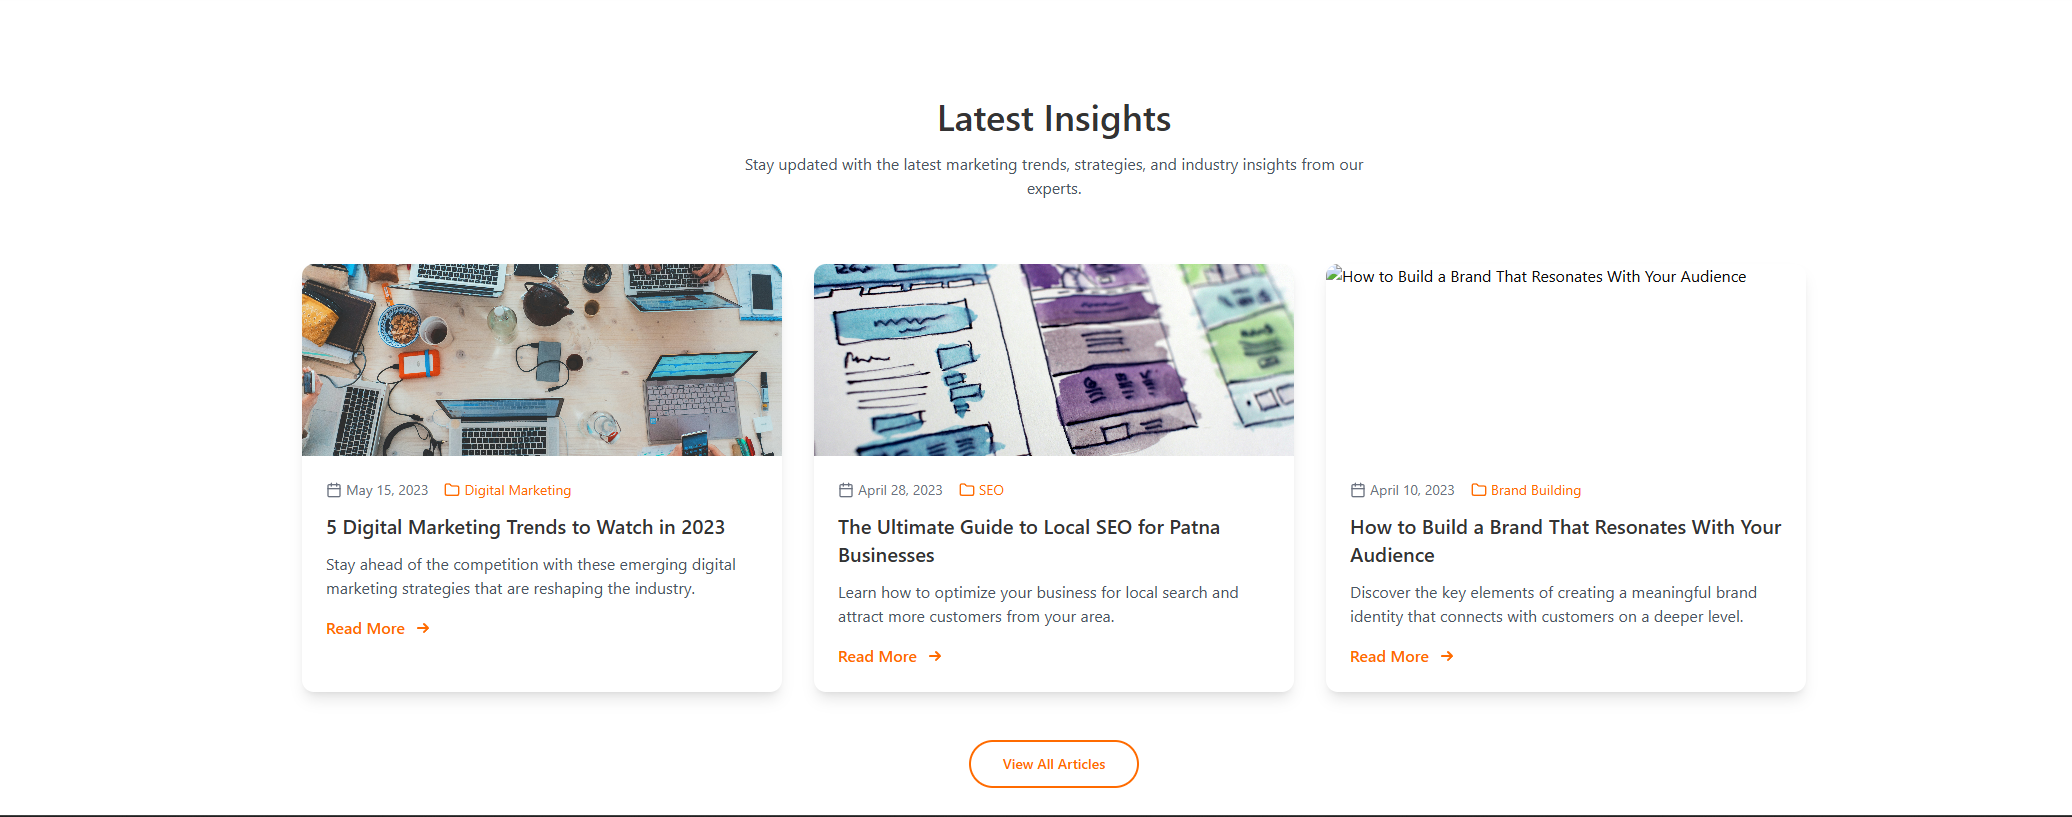 Latest Insights
Stay updated with the latest marketing trends, strategies, and industry insights from our
experts.
May 15, 2023 Digital Marketing
5 Digital Marketing Trends to Watch in 2023
Stay ahead of the competition with these emerging digital
marketing strategies that are reshaping the industry.
Read More
April 28, 2023 SEO
The Ultimate Guide to Local SEO for Patna
Businesses
Learn how to optimize your business for local search and
attract more customers from your area.
Read More
How to Build a Brand That Resonates With Your Audience
April 10, 2023 Brand Building
How to Build a Brand That Resonates With Your
Audience
Discover the key elements of creating a meaningful brand
identity that connects with customers on a deeper level.
Read More
View All Articles